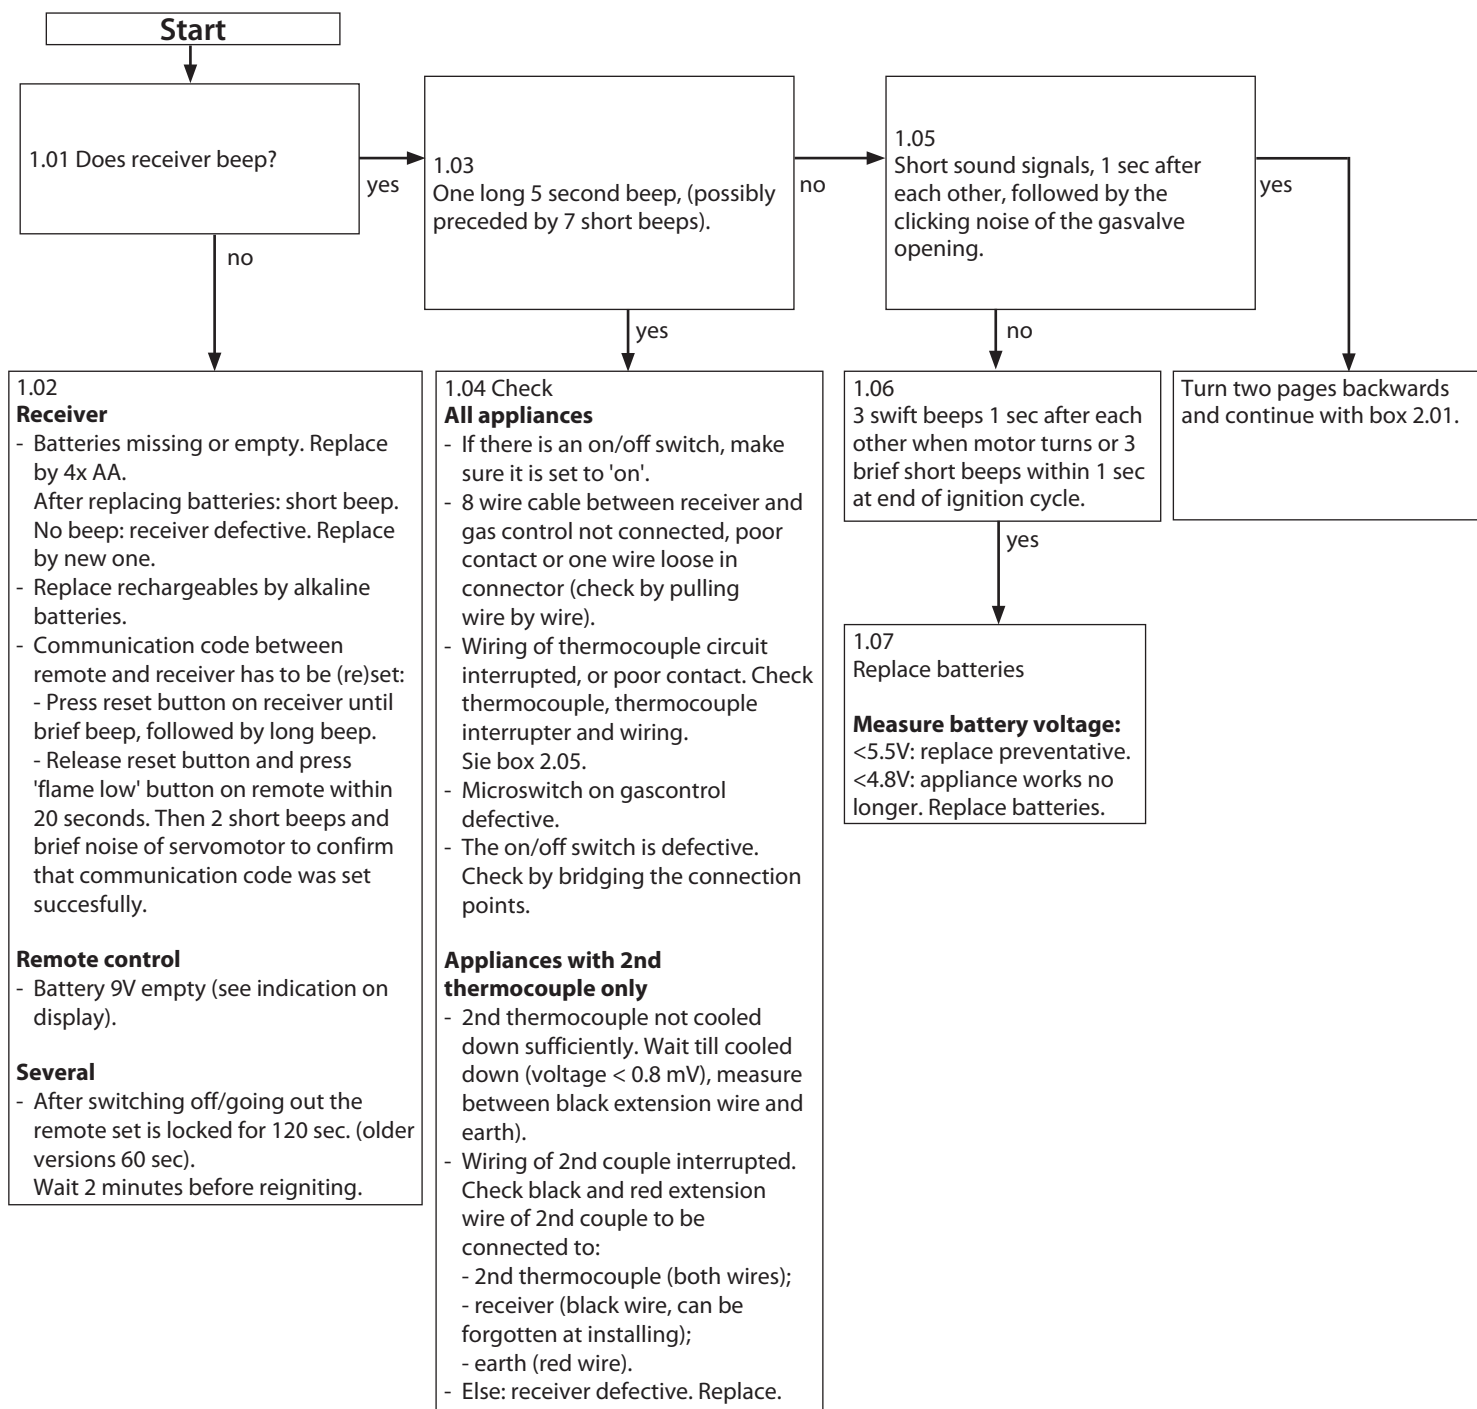 Start
1.01 Does receiver beep?
yes
no
1.03
One long 5 second beep, (possibly
preceded by 7 short beeps).
no
yes
1.05
Short sound signals, 1 sec after
each other, followed by the
clicking noise of the gasvalve
opening.
yes
no
1.02
Receiver
- Batteries missing or empty. Replace
by 4x AA.
After replacing batteries: short beep.
No beep: receiver defective. Replace
by new one.
- Replace rechargeables by alkaline
batteries.
- Communication code between
remote and receiver has to be (re)set:
- Press reset button on receiver until
brief beep, followed by long beep.
- Release reset button and press
'flame low' button on remote within
20 seconds. Then 2 short beeps and
brief noise of servomotor to confirm
that communication code was set
succesfully.
Remote control
- Battery 9V empty (see indication on
display).
Several
- After switching off/going out the
remote set is locked for 120 sec. (older
versions 60 sec).
Wait 2 minutes before reigniting.
1.04 Check
All appliances
- If there is an on/off switch, make
sure it is set to 'on'.
- 8 wire cable between receiver and
gas control not connected, poor
contact or one wire loose in
connector (check by pulling
wire by wire).
- Wiring of thermocouple circuit
interrupted, or poor contact. Check
thermocouple, thermocouple
interrupter and wiring.
Sie box 2.05.
- Microswitch on gascontrol
defective.
- The on/off switch is defective.
Check by bridging the connection
points.
Appliances with 2nd
thermocouple only
- 2nd thermocouple not cooled
down sufficiently. Wait till cooled
down (voltage < 0.8 mV), measure
between black extension wire and
earth).
- Wiring of 2nd couple interrupted.
Check black and red extension
wire of 2nd couple to be
connected to:
- 2nd thermocouple (both wires);
- receiver (black wire, can be
forgotten at installing);
- earth (red wire).
- Else: receiver defective. Replace.
1.06
3 swift beeps 1 sec after each
other when motor turns or 3
brief short beeps within 1 sec
at end of ignition cycle.
yes
1.07
Replace batteries
Measure battery voltage:
<5.5V: replace preventative.
<4.8V: appliance works no
longer. Replace batteries.
Turn two pages backwards
and continue with box 2.01.